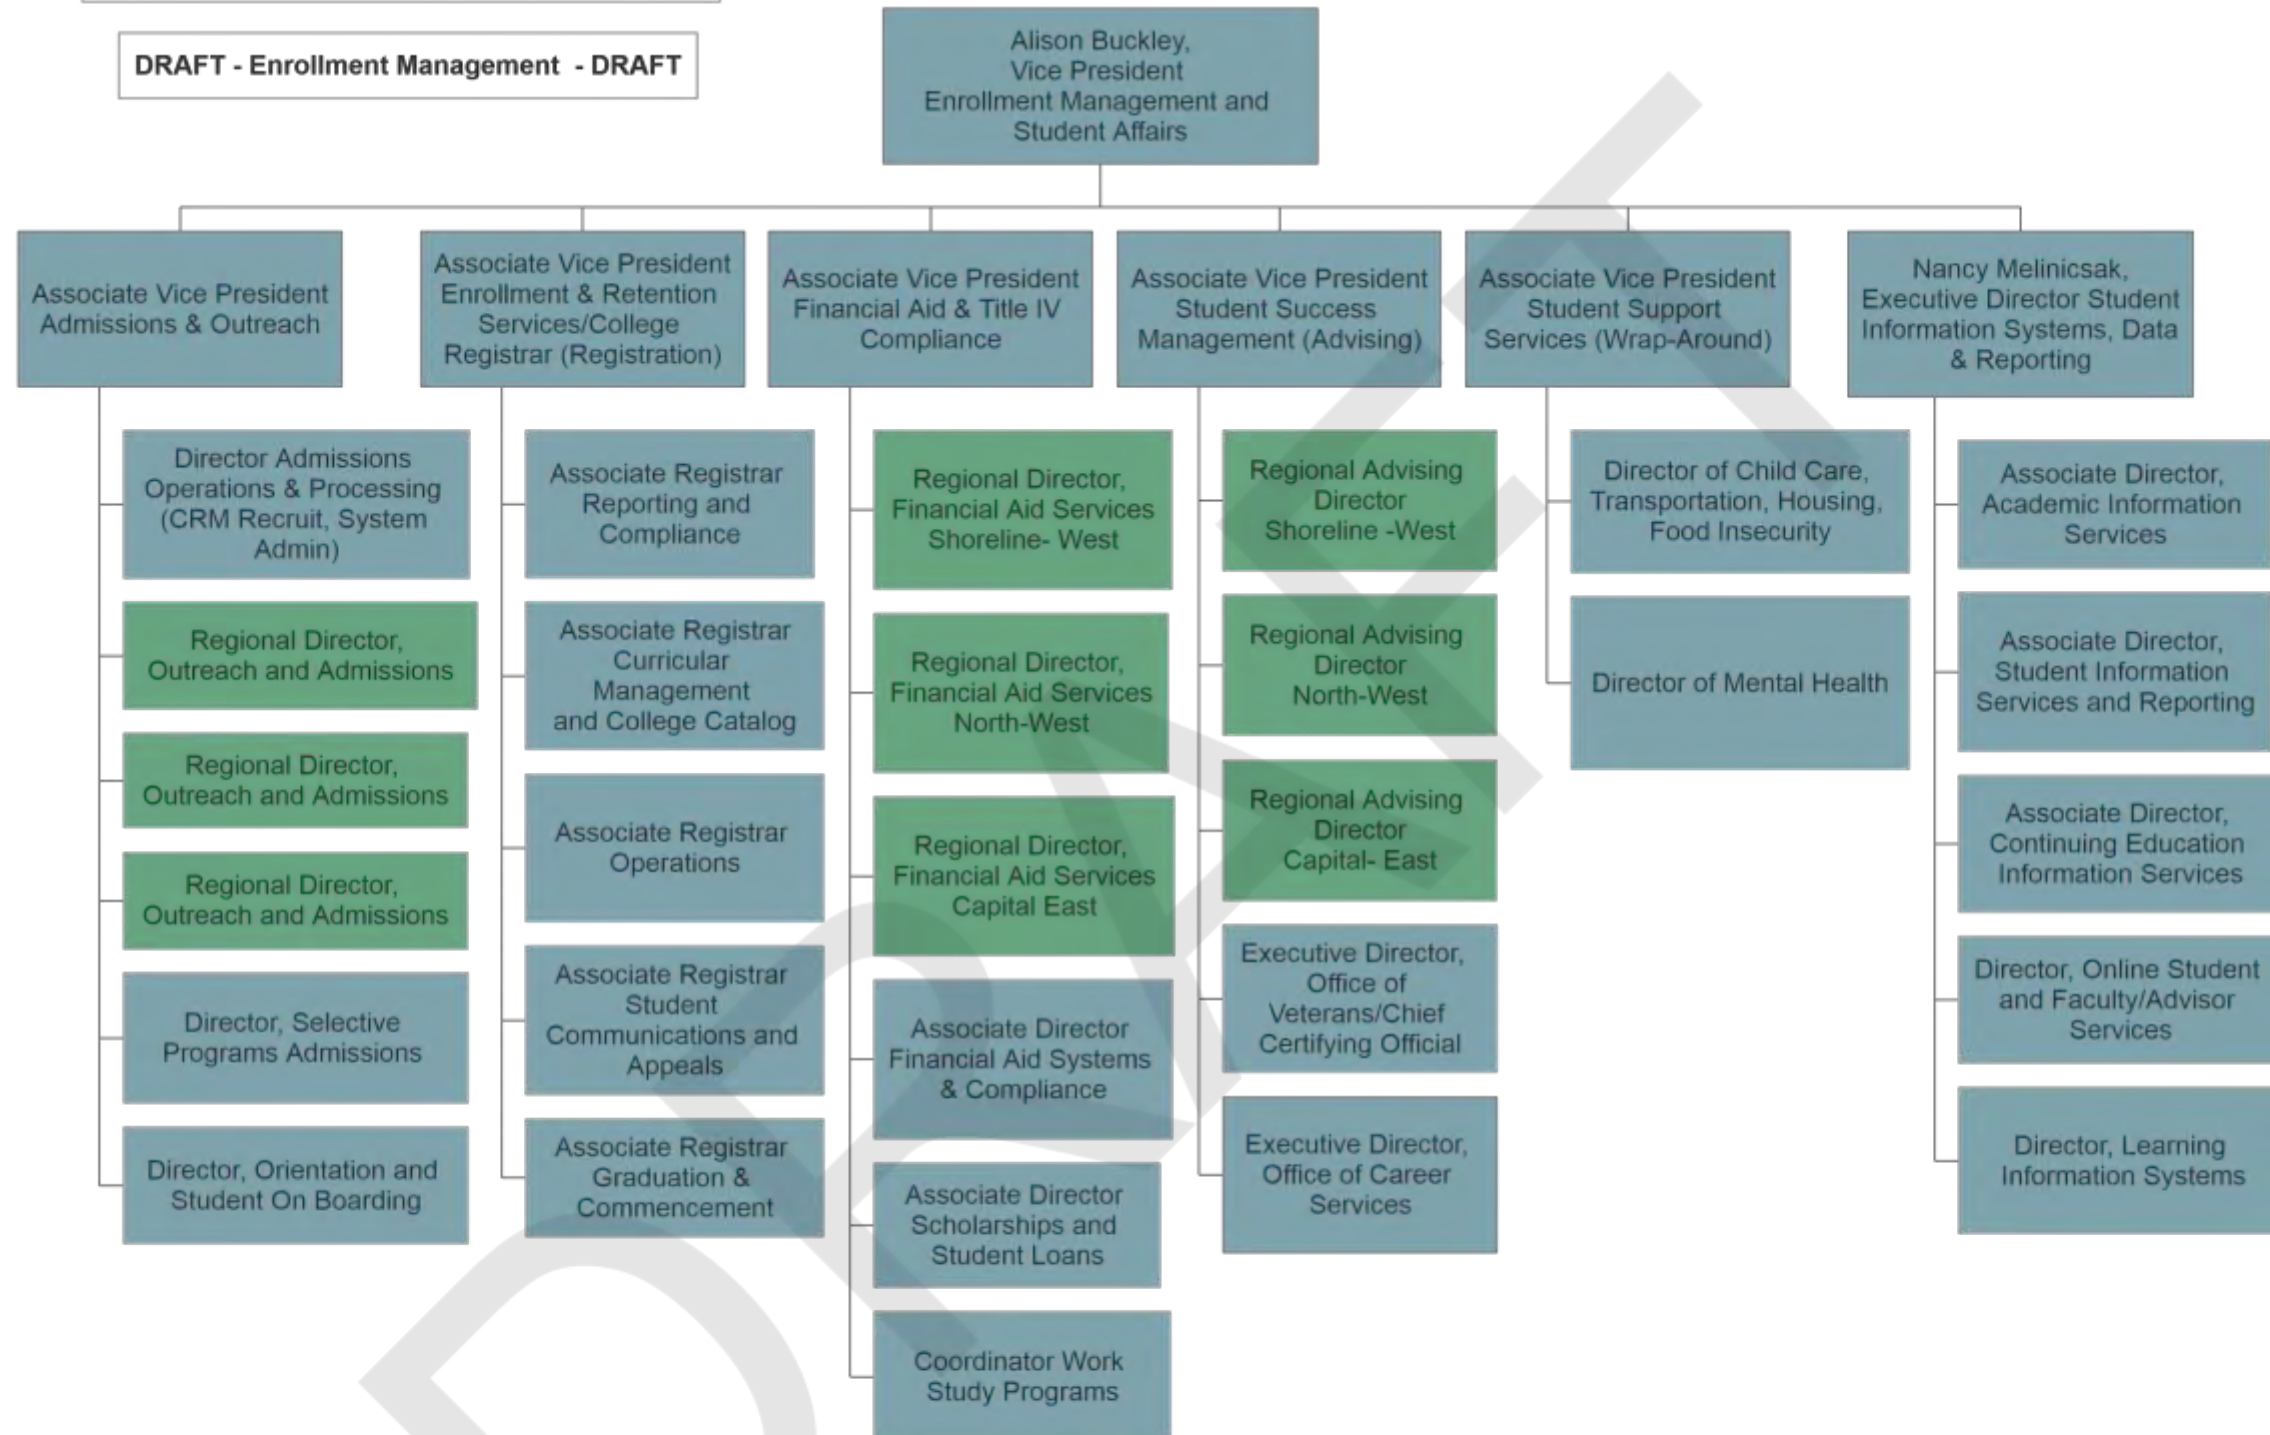 DRAFT - Enrollment Management  - DRAFT
Alison Buckley,
Vice President
Enrollment Management and
Student Affairs
Associate Vice President
Admissions & Outreach
Associate Vice President
Enrollment & Retention
Services/College
Registrar (Registration)
Associate Vice President
Financial Aid & Title IV
Compliance
Associate Vice President
Student Success
Management (Advising)
Associate Vice President
Student Support
Services (Wrap-Around)
Nancy Melinicsak,
Executive Director Student
Information Systems, Data
& Reporting
Director Admissions
Operations & Processing
(CRM Recruit, System
Admin)
Regional Director,
Outreach and Admissions
Regional Director,
Outreach and Admissions
Regional Director,
Outreach and Admissions
Director, Selective
Programs Admissions
Director, Orientation and
Student On Boarding
Associate Registrar
Reporting and
Compliance
Associate Registrar
Curricular
Management
and College Catalog
Associate Registrar
Operations
Associate Registrar
Student
Communications and
Appeals
Associate Registrar
Graduation &
Commencement
Regional Director,
Financial Aid Services
Shoreline- West
Regional Director,
Financial Aid Services
North-West
Regional Director,
Financial Aid Services
Capital East
Associate Director
Financial Aid Systems
& Compliance
Associate Director
Scholarships and
Student Loans
Coordinator Work
Study Programs
Regional Advising
Director
Shoreline -West
Regional Advising
Director
North-West
Regional Advising
Director
Capital- East
Executive Director,
Office of
Veterans/Chief
Certifying Official
Executive Director,
Office of Career
Services
Director of Child Care,
Transportation, Housing,
Food Insecurity
Director of Mental Health
Associate Director,
Academic Information
Services
Associate Director,
Student Information
Services and Reporting
Associate Director,
Continuing Education
Information Services
Director, Online Student
and Faculty/Advisor
Services
Director, Learning
Information Systems
DRAFT